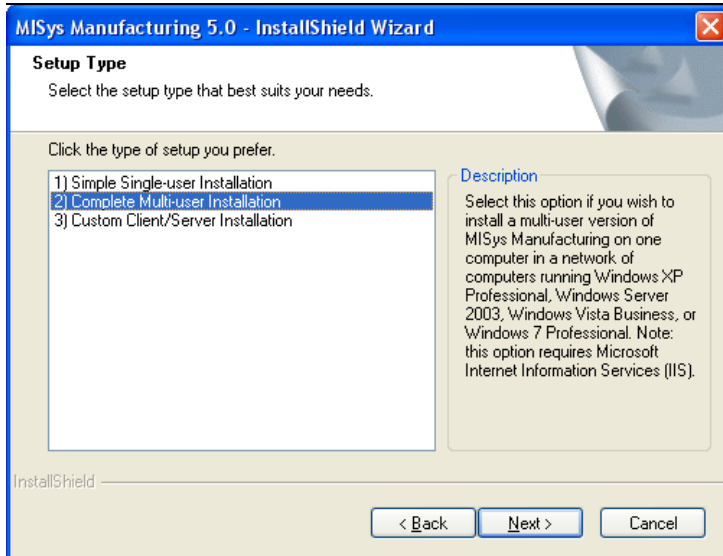 MISys Manufacturing 5.0 - InstallShield Wizard
Setup Type
Select the setup type that best suits your needs.
Click the type of setup you prefer.
1) Simple Single-user Installation
2) Complete Multi-user Installation
3) Custom Client/Server Installation
Description
Select this option if you wish to
install a multi-user version of
MISys Manufacturing on one
computer in a network of
computers running Windows XP
Professional, Windows Server
2003, Windows Vista Business, or
Windows 7 Professional. Note:
this option requires Microsoft
Internet Information Services (IIS).
InstallShield
< Back
Next >
Cancel